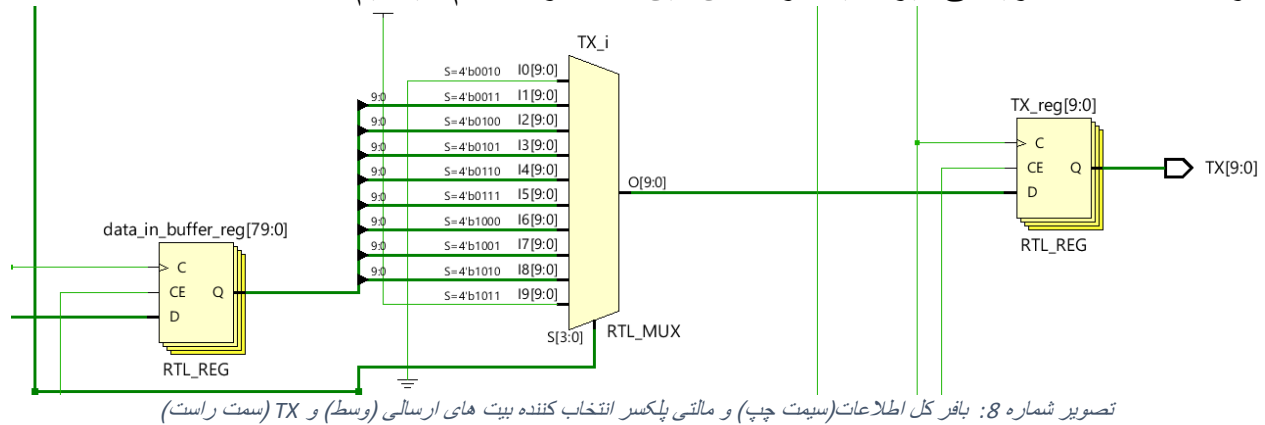 TX_i
S=4'b0010 I0[9:0]
9:0 S=4'b0011 I1[9:0]
9:0 S=4'b0100 I2[9:0]
9:0 S=4'b0101 I3[9:0]
9:0 S=4'b0110 I4[9:0]
9:0 S=4'b0111 I5[9:0]
9:0 S=4'b1000 I6[9:0]
9:0 S=4'b1001 I7[9:0]
9:0 S=4'b1010 I8[9:0]
S=4'b1011 I9[9:0]
O[9:0]
S[3:0]
RTL_MUX
data_in_buffer_reg[79:0]
C
CE Q
D
RTL_REG
TX_reg[9:0]
C
CE Q
D
RTL_REG
TX[9:0]
تصویر شماره 8: بافر کل اطلاعات(سیمت چپ) و مالتی پلکسر انتخاب کننده بیت های ارسالی (وسط) و TX (سمت راست)